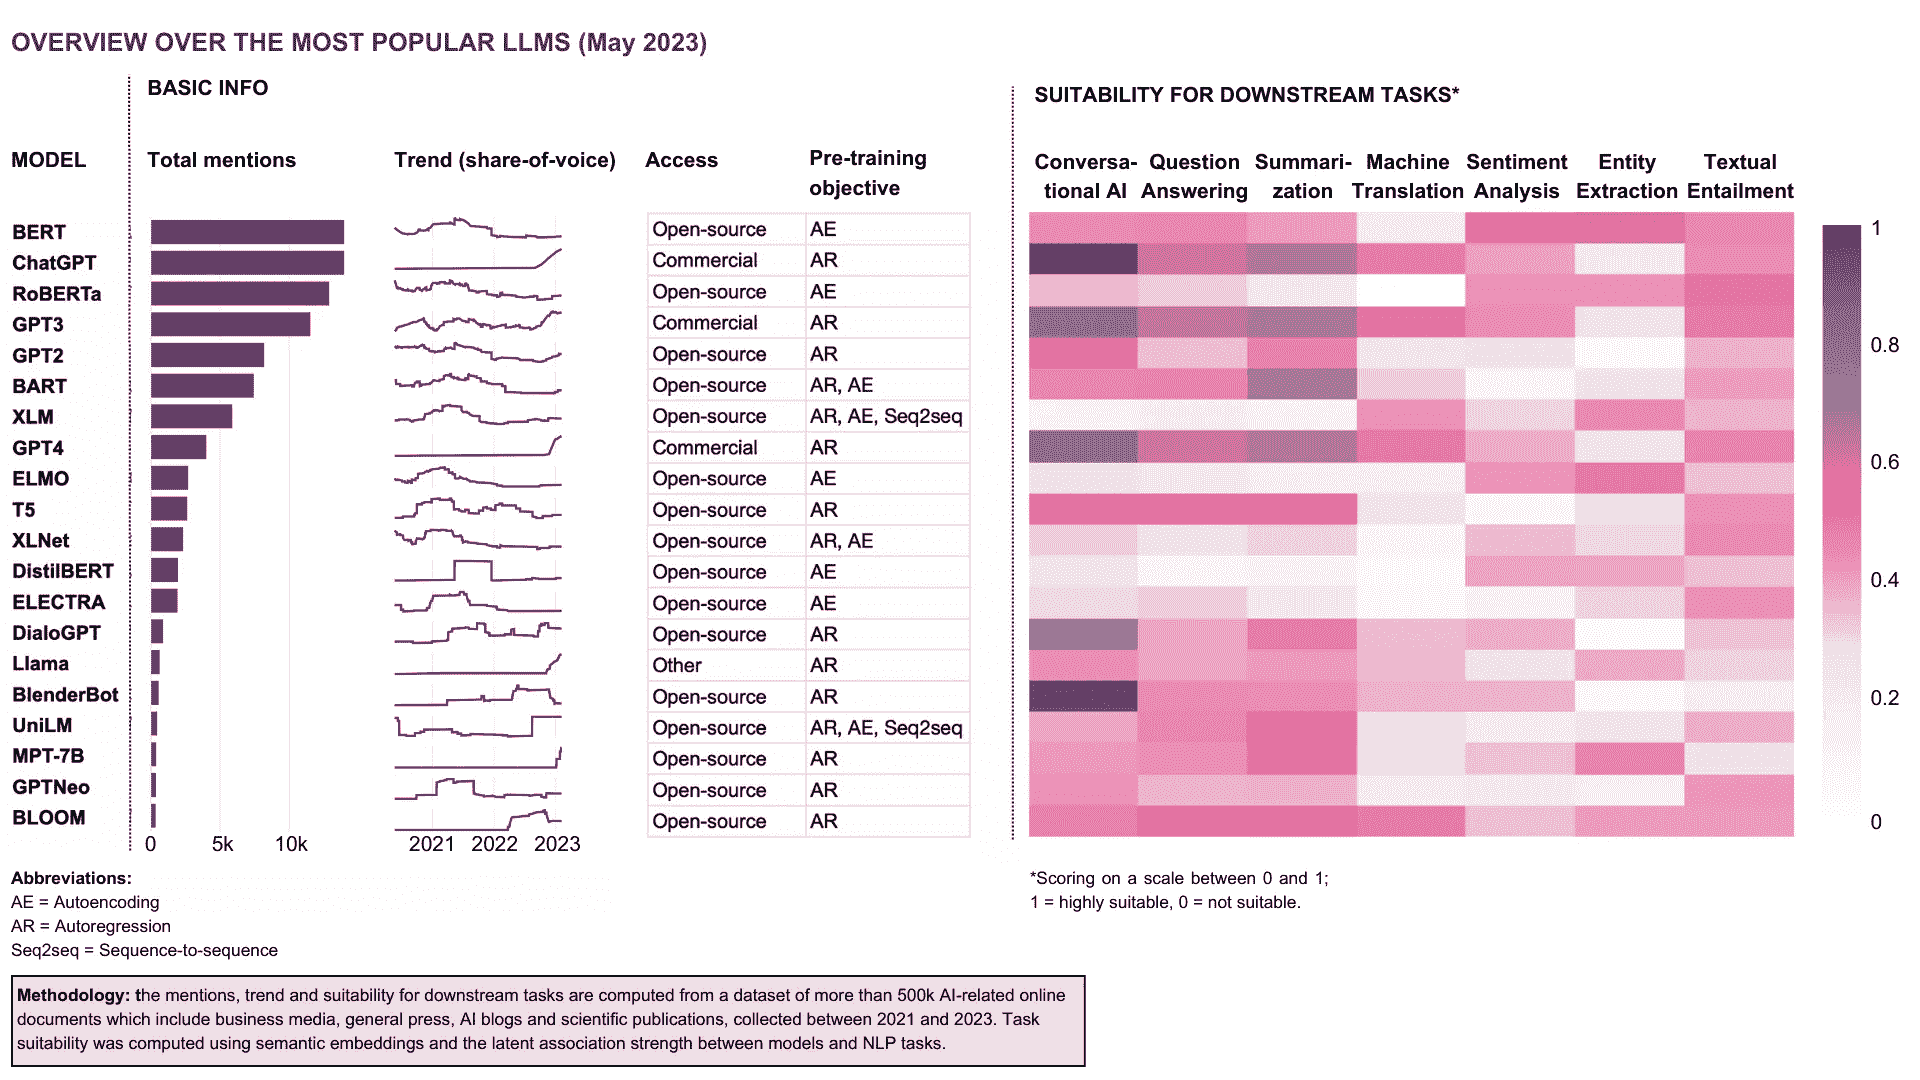 OVERVIEW OVER THE MOST POPULAR LLMS (May 2023)
BASIC INFO
SUITABILITY FOR DOWNSTREAM TASKS*
MODEL Total mentions Trend (share-of-voice) Access Pre-training objective
Conversa-tional AI Question Answering Summari-zation Machine Translation Sentiment Analysis Entity Extraction Textual Entailment
BERT Open-source AE
ChatGPT Commercial AR
RoBERTa Open-source AE
GPT3 Commercial AR
GPT2 Open-source AR
BART Open-source AR, AE
XLM Open-source AR, AE, Seq2seq
GPT4 Commercial AR
ELMO Open-source AE
T5 Open-source AR
XLNet Open-source AR, AE
DistilBERT Open-source AE
ELECTRA Open-source AE
DialoGPT Open-source AR
Llama Other AR
BlenderBot Open-source AR
UniLM Open-source AR, AE, Seq2seq
MPT-7B Open-source AR
GPTNeo Open-source AR
BLOOM Open-source AR
0 5k 10k 2021 2022 2023
1
0.8
0.6
0.4
0.2
0
Abbreviations:
AE = Autoencoding
AR = Autoregression
Seq2seq = Sequence-to-sequence
*Scoring on a scale between 0 and 1;
1 = highly suitable, 0 = not suitable.
Methodology: the mentions, trend and suitability for downstream tasks are computed from a dataset of more than 500k AI-related online
documents which include business media, general press, AI blogs and scientific publications, collected between 2021 and 2023. Task
suitability was computed using semantic embeddings and the latent association strength between models and NLP tasks.